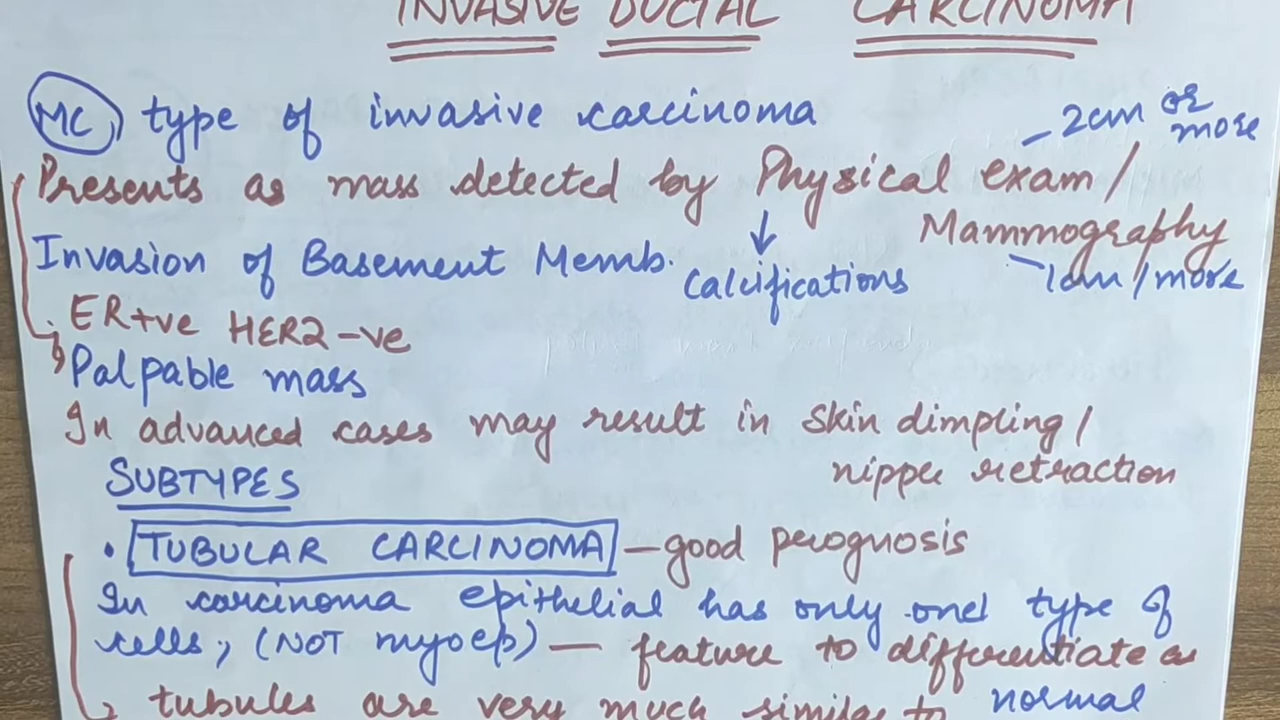 INVASIVE DUCTAL CARCINOMA
MC, type of invasive carcinoma
2cm or more
Presents as mass detected by Physical exam /
Mammography
1cm / more
Calcifications
Invasion of Basement Memb.
ER+ve HER2 -ve
Palpable mass
In advanced cases may result in Skin dimpling /
nipple retraction
SUBTYPES
• TUBULAR CARCINOMA — good prognosis
In carcinoma epithelial has only one type of
cells, (NOT myoep) — feature to differentiate as
tubules are very much similar to normal